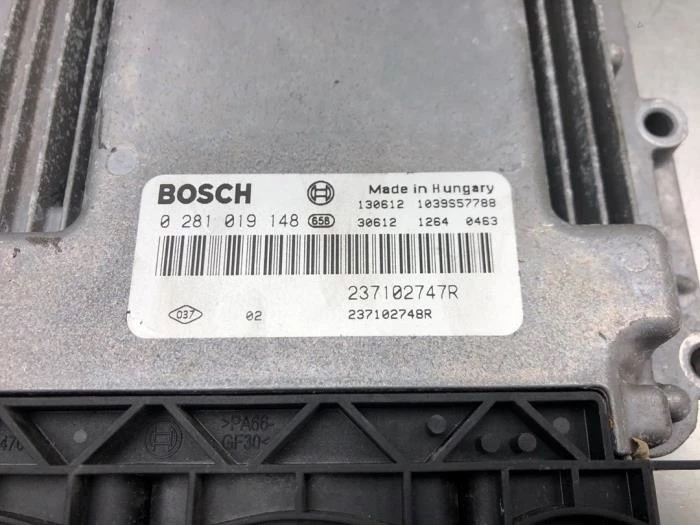 BOSCH
Made in Hungary
130612 1039S57788
0 281 019 148 658 30612 1264 0463
237102747R
037 02 237102748R
>PA66-
GF30<